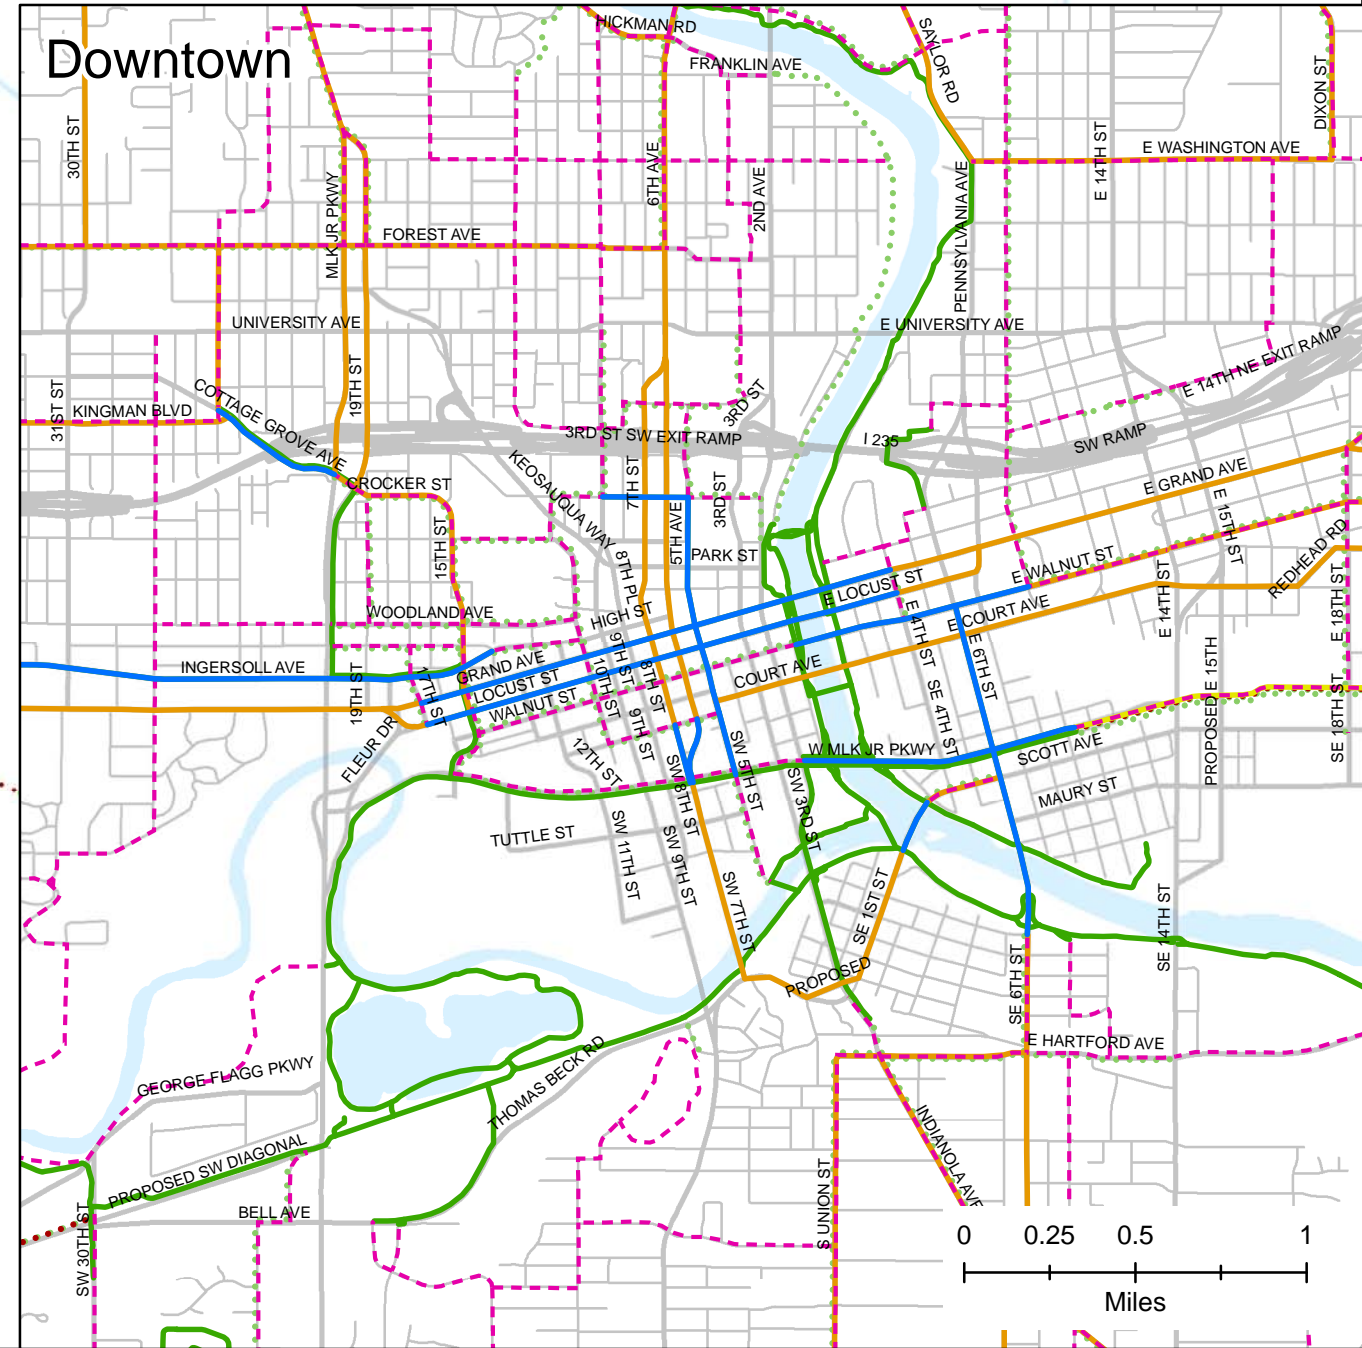 Downtown
HICKMAN RD
SAYLOR RD
FRANKLIN AVE
DIXON ST
30TH ST
E 14TH ST
E WASHINGTON AVE
6TH AVE
2ND AVE
MLK JR PKWY
PENNSYLVANIA AVE
FOREST AVE
UNIVERSITY AVE
E UNIVERSITY AVE
E 14TH NE EXIT RAMP
31ST ST
KINGMAN BLVD
COTTAGE GROVE AVE
19TH ST
3RD ST
3RD ST SW EXIT RAMP
I 235
SW RAMP
KEOSAUQUA WAY
CROCKER ST
7TH ST
3RD ST
E GRAND AVE
E 15TH ST
15TH ST
5TH AVE
PARK ST
8TH PL
E WALNUT ST
REDHEAD RD
E LOCUST ST
E 14TH ST
E 18TH ST
WOODLAND AVE
HIGH ST
E COURT AVE
E 4TH ST
E 6TH ST
INGERSOLL AVE
GRAND AVE
9TH ST
10TH ST
8TH ST
COURT AVE
17TH ST
LOCUST ST
WALNUT ST
19TH ST
FLEUR DR
9TH ST
12TH ST
SE 4TH ST
PROPOSED E 15TH
SE 18TH ST
W MLK JR PKWY
SCOTT AVE
SW 5TH ST
SW 8TH ST
SW 3RD ST
MAURY ST
TUTTLE ST
SW 11TH ST
SW 9TH ST
SW 7TH ST
SE 1ST ST
SE 14TH ST
SE 6TH ST
PROPOSED
E HARTFORD AVE
GEORGE FLAGG PKWY
THOMAS BECK RD
INDIANOLA AVE
PROPOSED SW DIAGONAL
S UNION ST
BELL AVE
SW 30TH ST
0 0.25 0.5 1
Miles